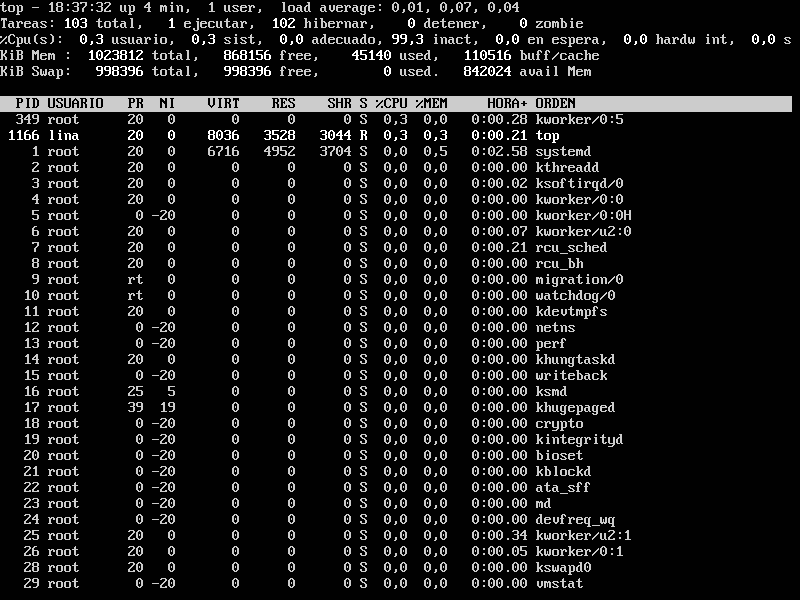 top - 18:37:32 up 4 min,  1 user,  load average: 0,01, 0,07, 0,04
Tareas: 103 total,   1 ejecutar, 102 hibernar,   0 detener,   0 zombie
%Cpu(s):  0,3 usuario,  0,3 sist,  0,0 adecuado, 99,3 inact,  0,0 en espera,  0,0 hardw int,  0,0 s
KiB Mem :  1023812 total,   868156 free,    45140 used,   110516 buff/cache
KiB Swap:   998396 total,   998396 free,        0 used.   842024 avail Mem
PID USUARIO   PR  NI    VIRT    RES    SHR S %CPU %MEM     HORA+ ORDEN
349 root      20   0       0      0      0 S  0,3  0,0   0:00.28 kworker/0:5
1166 lina      20   0    8036   3528   3044 R  0,3  0,3   0:00.21 top
1 root      20   0    6716   4952   3704 S  0,0  0,5   0:02.58 systemd
2 root      20   0       0      0      0 S  0,0  0,0   0:00.00 kthreadd
3 root      20   0       0      0      0 S  0,0  0,0   0:00.02 ksoftirqd/0
4 root      20   0       0      0      0 S  0,0  0,0   0:00.00 kworker/0:0
5 root       0 -20       0      0      0 S  0,0  0,0   0:00.00 kworker/0:0H
6 root      20   0       0      0      0 S  0,0  0,0   0:00.07 kworker/u2:0
7 root      20   0       0      0      0 S  0,0  0,0   0:00.21 rcu_sched
8 root      20   0       0      0      0 S  0,0  0,0   0:00.00 rcu_bh
9 root      rt   0       0      0      0 S  0,0  0,0   0:00.00 migration/0
10 root      rt   0       0      0      0 S  0,0  0,0   0:00.00 watchdog/0
11 root      20   0       0      0      0 S  0,0  0,0   0:00.00 kdevtmpfs
12 root       0 -20       0      0      0 S  0,0  0,0   0:00.00 netns
13 root       0 -20       0      0      0 S  0,0  0,0   0:00.00 perf
14 root      20   0       0      0      0 S  0,0  0,0   0:00.00 khungtaskd
15 root       0 -20       0      0      0 S  0,0  0,0   0:00.00 writeback
16 root      25   5       0      0      0 S  0,0  0,0   0:00.00 ksmd
17 root      39  19       0      0      0 S  0,0  0,0   0:00.00 khugepaged
18 root       0 -20       0      0      0 S  0,0  0,0   0:00.00 crypto
19 root       0 -20       0      0      0 S  0,0  0,0   0:00.00 kintegrityd
20 root       0 -20       0      0      0 S  0,0  0,0   0:00.00 bioset
21 root       0 -20       0      0      0 S  0,0  0,0   0:00.00 kblockd
22 root       0 -20       0      0      0 S  0,0  0,0   0:00.00 ata_sff
23 root       0 -20       0      0      0 S  0,0  0,0   0:00.00 md
24 root       0 -20       0      0      0 S  0,0  0,0   0:00.00 devfreq_wq
25 root      20   0       0      0      0 S  0,0  0,0   0:00.34 kworker/u2:1
26 root      20   0       0      0      0 S  0,0  0,0   0:00.05 kworker/0:1
28 root      20   0       0      0      0 S  0,0  0,0   0:00.00 kswapd0
29 root       0 -20       0      0      0 S  0,0  0,0   0:00.00 vmstat